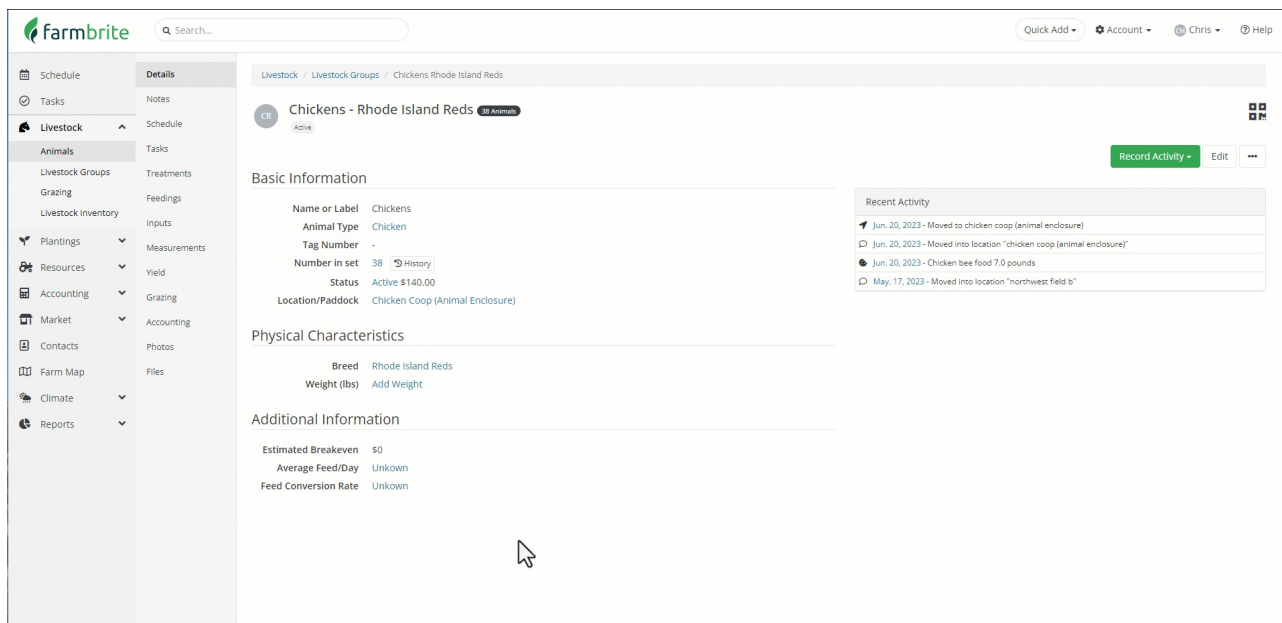 farmbrite
Search...
Quick Add
Account
CH Chris
Help
Schedule
Tasks
Livestock
Animals
Livestock Groups
Grazing
Livestock Inventory
Plantings
Resources
Accounting
Market
Contacts
Farm Map
Climate
Reports
Details
Notes
Schedule
Tasks
Treatments
Feedings
Inputs
Measurements
Yield
Grazing
Accounting
Photos
Files
Livestock / Livestock Groups / Chickens Rhode Island Reds
CR
Chickens - Rhode Island Reds 38 Animals
Active
Record Activity
Edit
Basic Information
Name or Label Chickens
Animal Type Chicken
Tag Number -
Number in set 38 History
Status Active $140.00
Location/Paddock Chicken Coop (Animal Enclosure)
Physical Characteristics
Breed Rhode Island Reds
Weight (lbs) Add Weight
Additional Information
Estimated Breakeven $0
Average Feed/Day Unkown
Feed Conversion Rate Unkown
Recent Activity
Jun. 20, 2023 - Moved to chicken coop (animal enclosure)
Jun. 20, 2023 - Moved into location "chicken coop (animal enclosure)"
Jun. 20, 2023 - Chicken bee food 7.0 pounds
May. 17, 2023 - Moved into location "northwest field b"